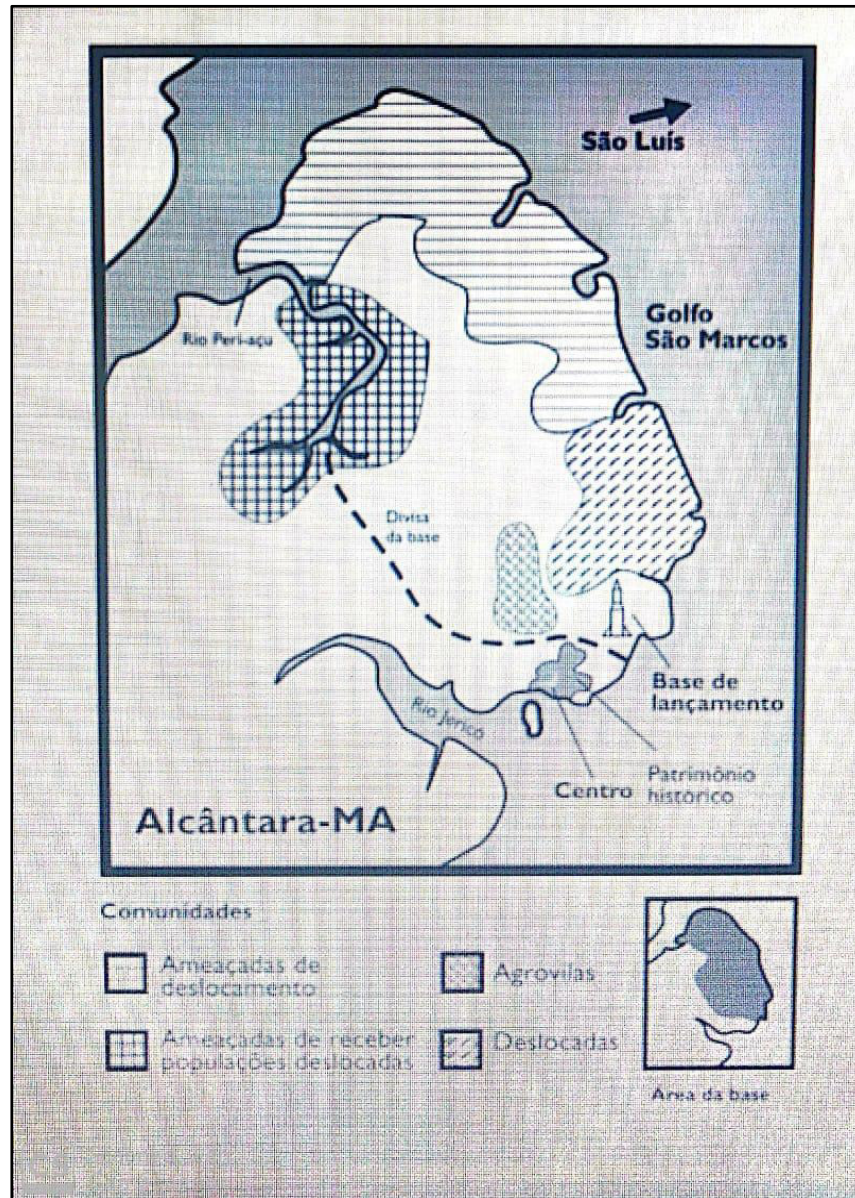 São Luís
Golfo
São Marcos
Rio Peri-açu
Divisa
da base
Base de
lançamento
Rio Jericó
Centro
Patrimônio
histórico
Alcântara-MA
Comunidades
Ameaçadas de
deslocamento
Agrovilas
Ameaçadas de receber
populações deslocadas
Deslocadas
Área da base